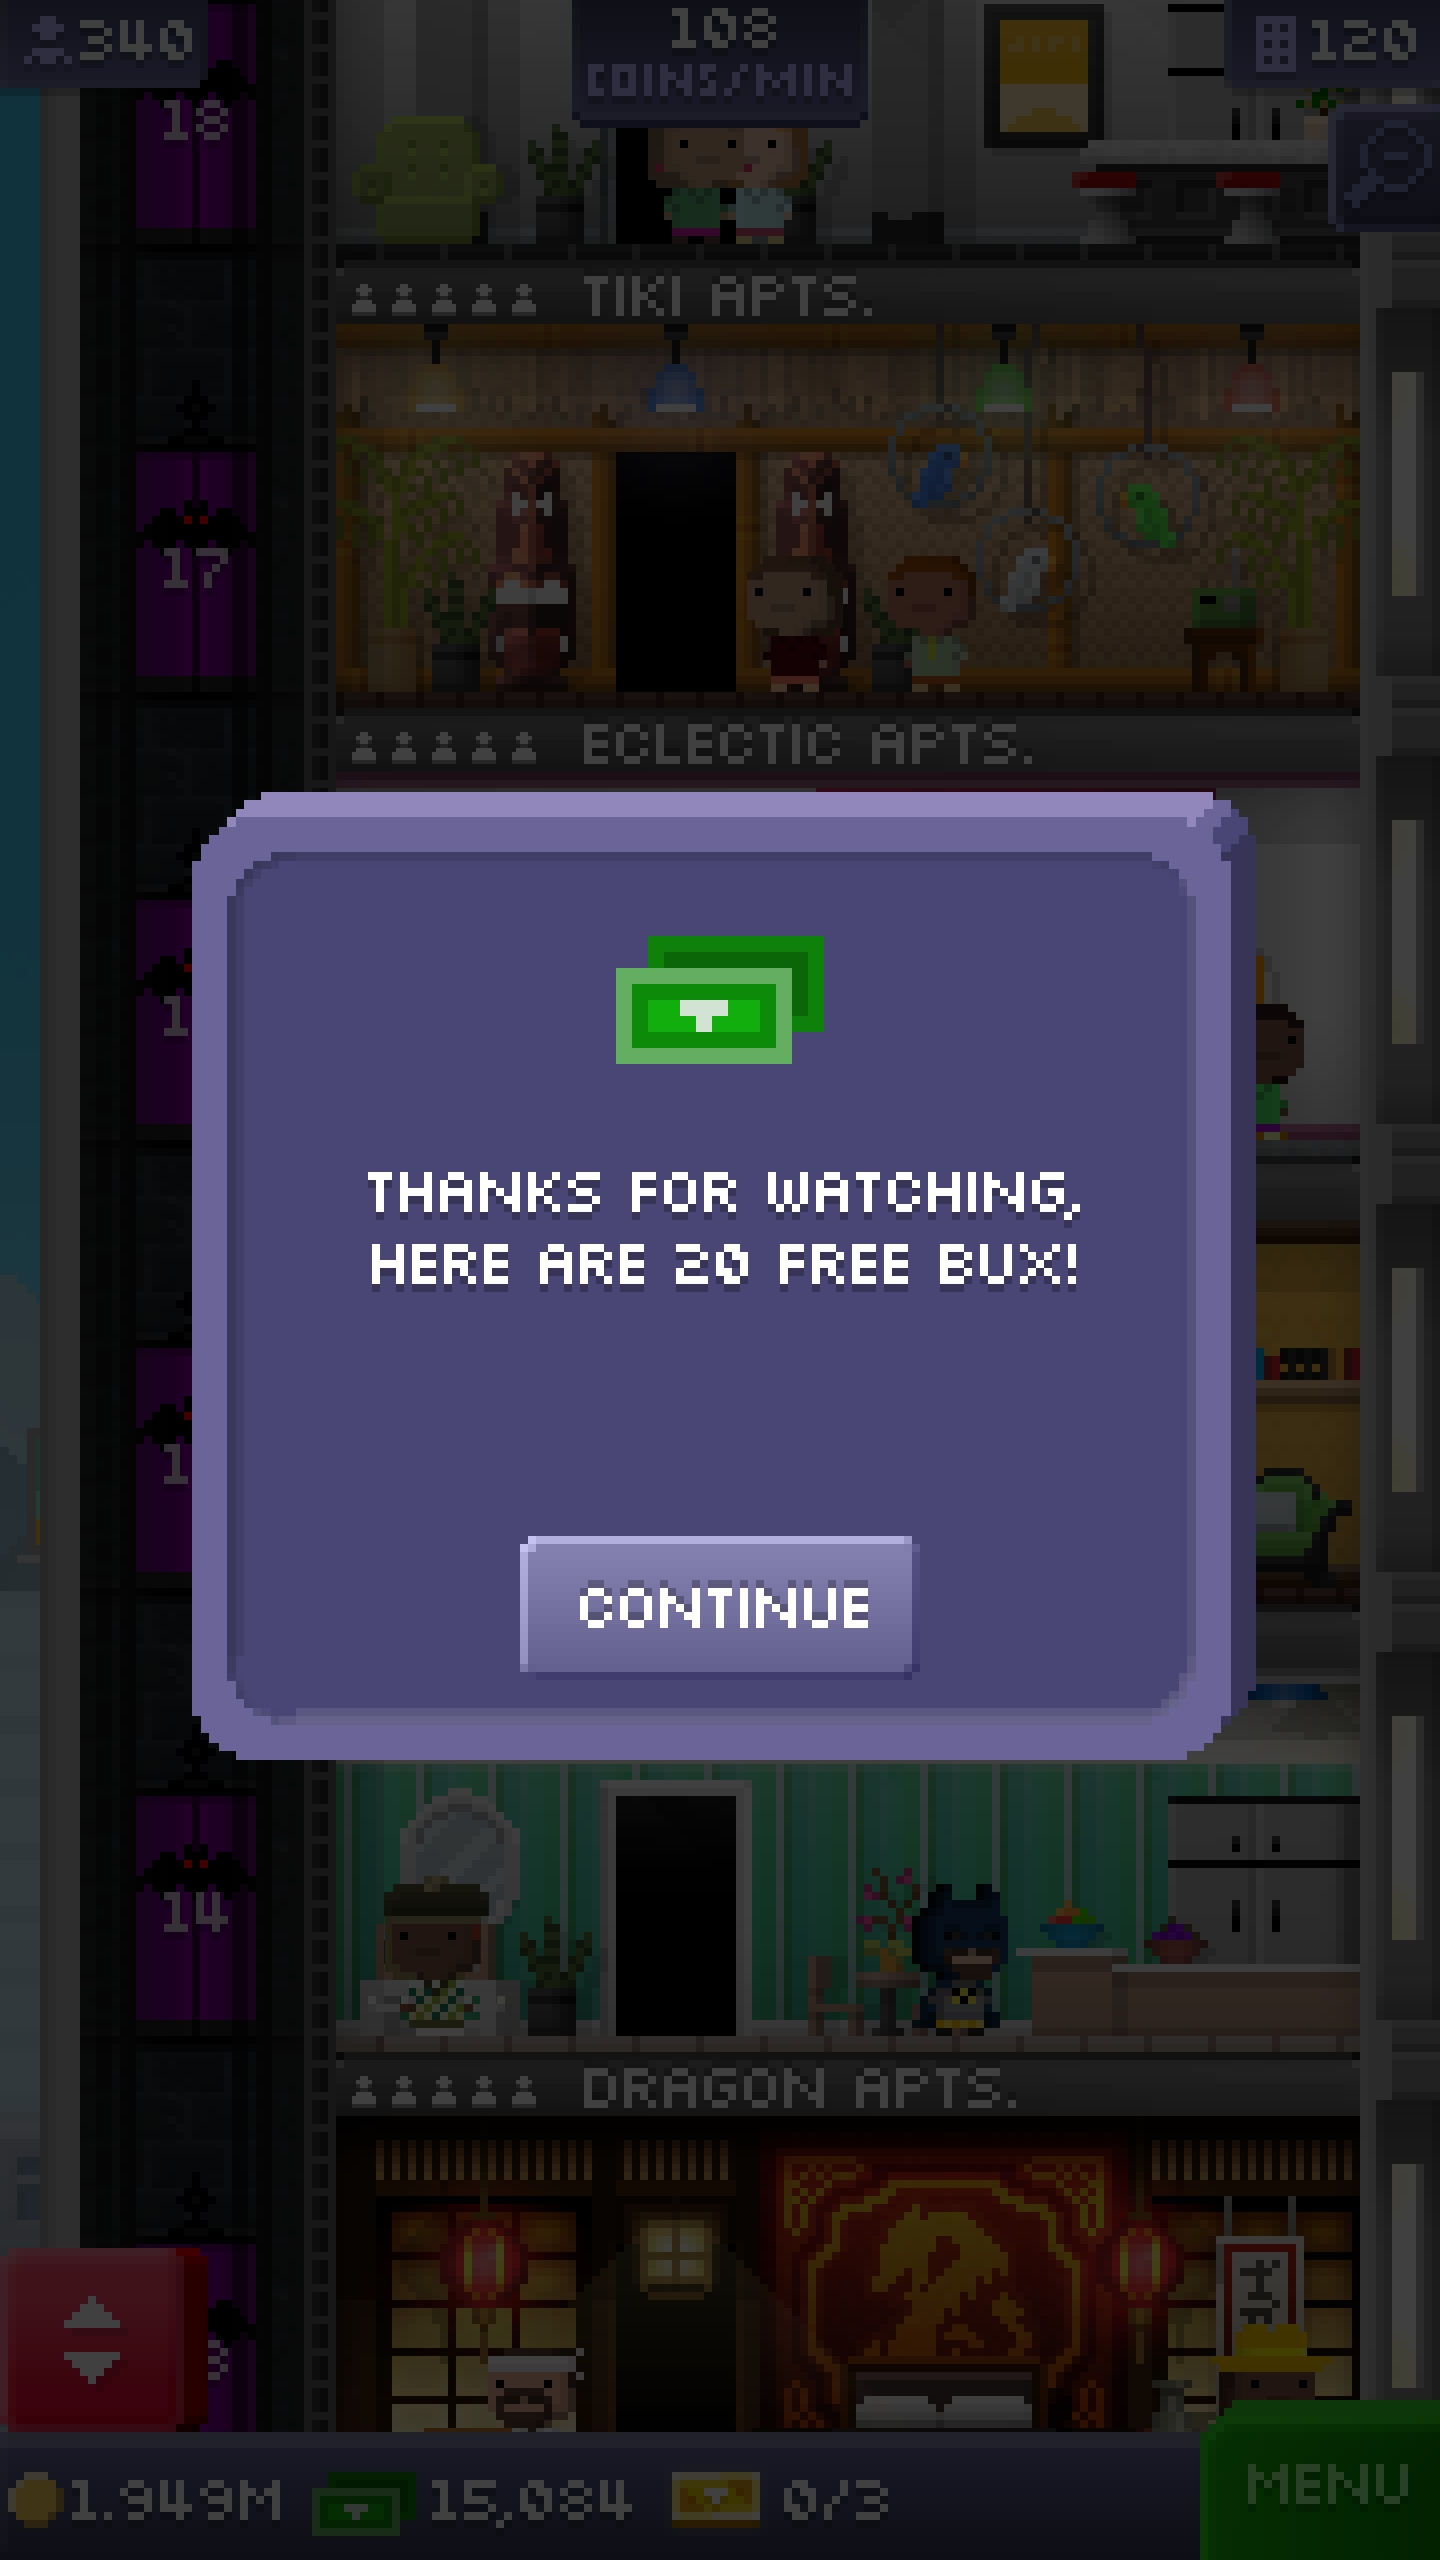 340
108
COINS/MIN
120
18
TIKI APTS.
17
ECLECTIC APTS.
THANKS FOR WATCHING,
HERE ARE 20 FREE BUX!
CONTINUE
14
DRAGON APTS.
1.949M
15,084
0/3
MENU